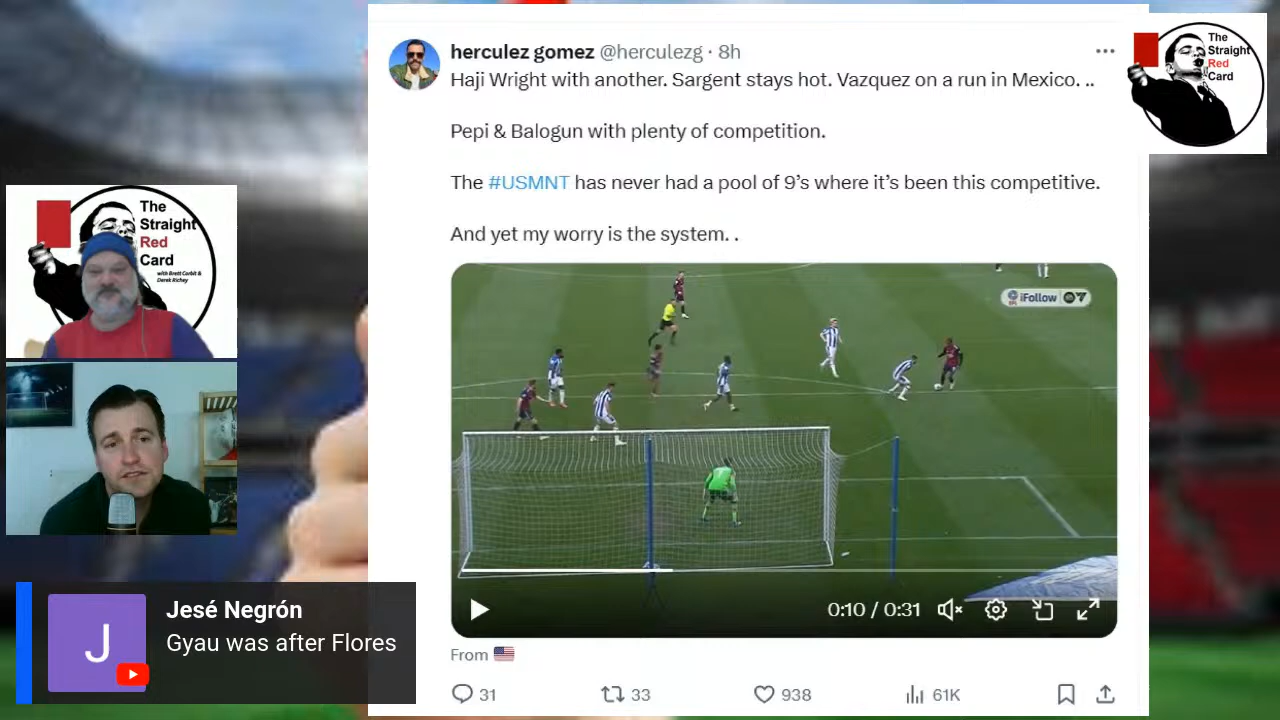 herculez gomez @herculezg · 8h
Haji Wright with another. Sargent stays hot. Vazquez on a run in Mexico. ..
Pepi & Balogun with plenty of competition.
The #USMNT has never had a pool of 9's where it's been this competitive.
And yet my worry is the system. .
iFollow
0:10 / 0:31
From
31
33
938
61K
The
Straight
Red
Card
The
Straight
Red
Card
with Brett Corbit &
Derek Richey
J
Jesé Negrón
Gyau was after Flores